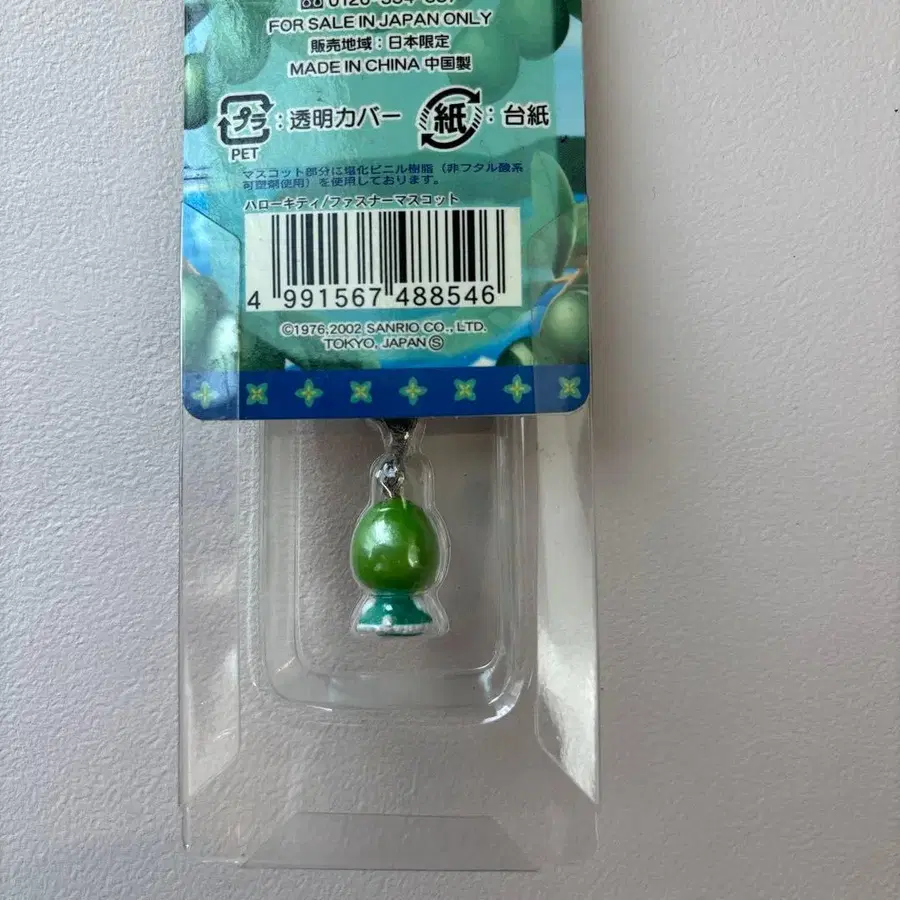 FOR SALE IN JAPAN ONLY
販売地域：日本限定
MADE IN CHINA 中国製
プラ：透明カバー 紙：台紙
PET
マスコット部分に塩化ビニル樹脂（非フタル酸系
可塑剤使用）を使用しております。
ハローキティ/ファスナーマスコット
4 991567 488546
©1976,2002 SANRIO CO., LTD.
TOKYO, JAPAN Ⓢ